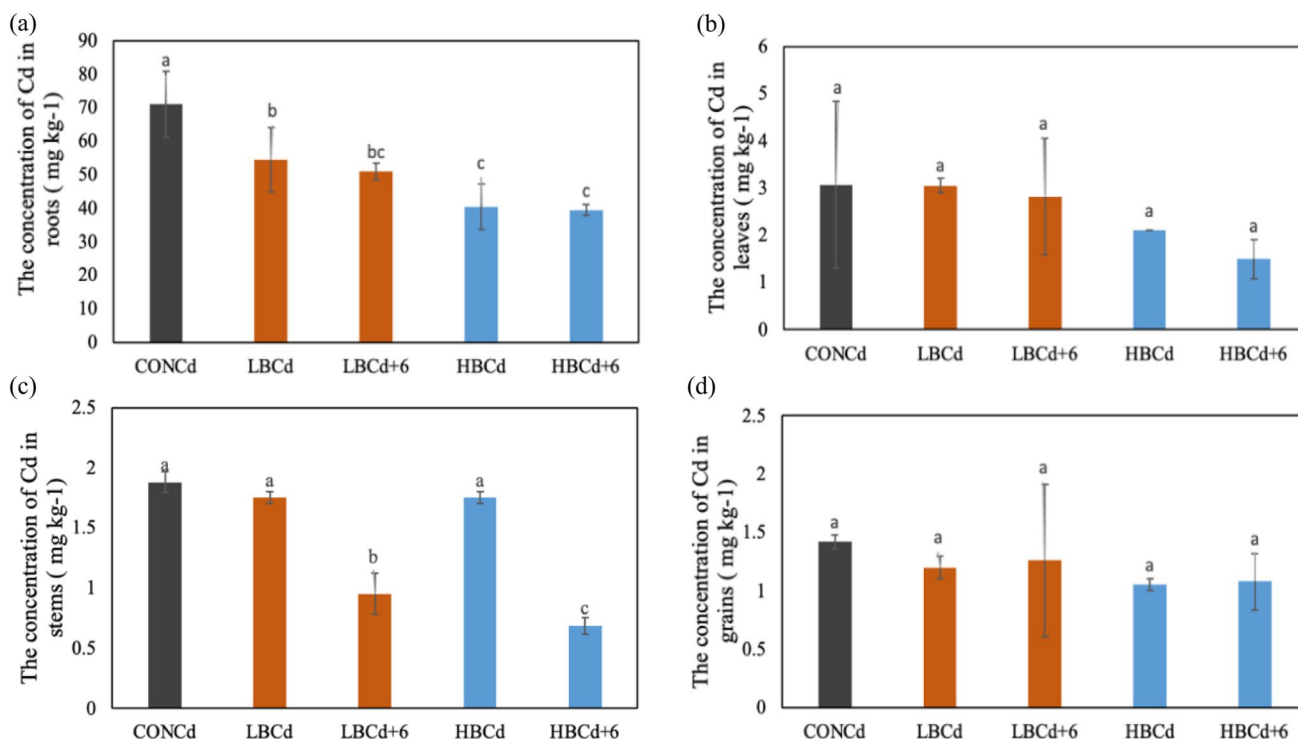 (a)
The concentration of Cd in
roots ( mg kg-1)
90
80
70
60
50
40
30
20
10
0
a
b
bc
c
c
CONCd LBCd LBCd+6 HBCd HBCd+6
(b)
The concentration of Cd in
leaves ( mg kg-1)
6
5
4
3
2
1
0
a
a
a
a
a
CONCd LBCd LBCd+6 HBCd HBCd+6
(c)
The concentration of Cd in
stems ( mg kg-1)
2.5
2
1.5
1
0.5
0
a
a
b
a
c
CONCd LBCd LBCd+6 HBCd HBCd+6
(d)
The concentration of Cd in
grains ( mg kg-1)
2.5
2
1.5
1
0.5
0
a
a
a
a
a
CONCd LBCd LBCd+6 HBCd HBCd+6